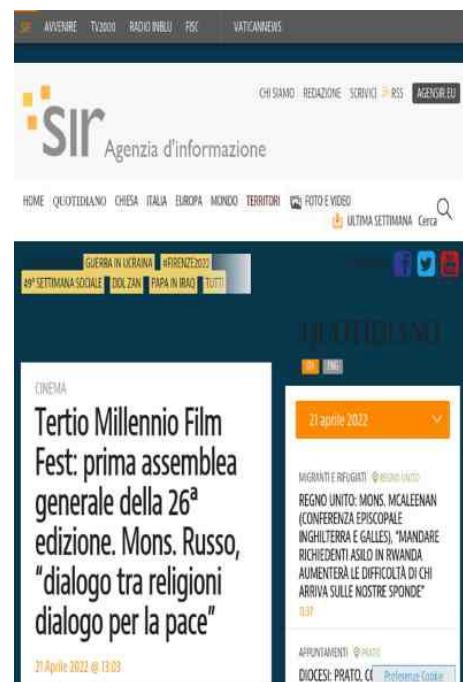 SIR AVVENIRE TV2000 RADIO INBLU FISC VATICANNEWS
CHI SIAMO REDAZIONE SCRIVICI RSS AGENSIR.EU
Sir Agenzia d'informazione
HOME QUOTIDIANO CHIESA ITALIA EUROPA MONDO TERRITORI FOTO E VIDEO
ULTIMA SETTIMANA Cerca
GUERRA IN UCRAINA #FIRENZE2022
49ª SETTIMANA SOCIALE DDL ZAN PAPA IN IRAQ TUTTI
QUOTIDIANO
ITA ENG
CINEMA
Tertio Millennio Film
Fest: prima assemblea
generale della 26ª
edizione. Mons. Russo,
“dialogo tra religioni
dialogo per la pace”
21 Aprile 2022 @ 13:03
21 aprile 2022
MIGRANTI E RIFUGIATI REGNO UNITO
REGNO UNITO: MONS. MCALEENAN
(CONFERENZA EPISCOPALE
INGHILTERRA E GALLES), “MANDARE
RICHIEDENTI ASILO IN RWANDA
AUMENTERÀ LE DIFFICOLTÀ DI CHI
ARRIVA SULLE NOSTRE SPONDE”
11:37
APPUNTAMENTI PRATO
DIOCESI: PRATO, Preferenze Cookie